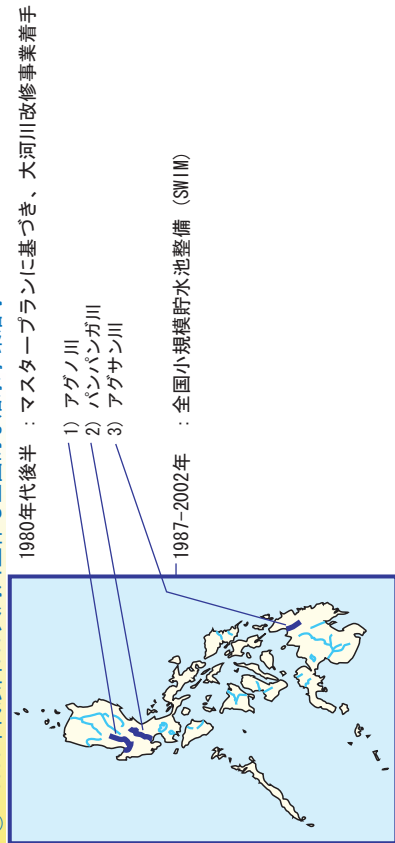 1980年代後半 ：マスタープランに基づき、大河川改修事業着手
1) アグノ川
2) パンパンガ川
3) アグサン川
1987-2002年 ：全国小規模貯水池整備 (SWIM)